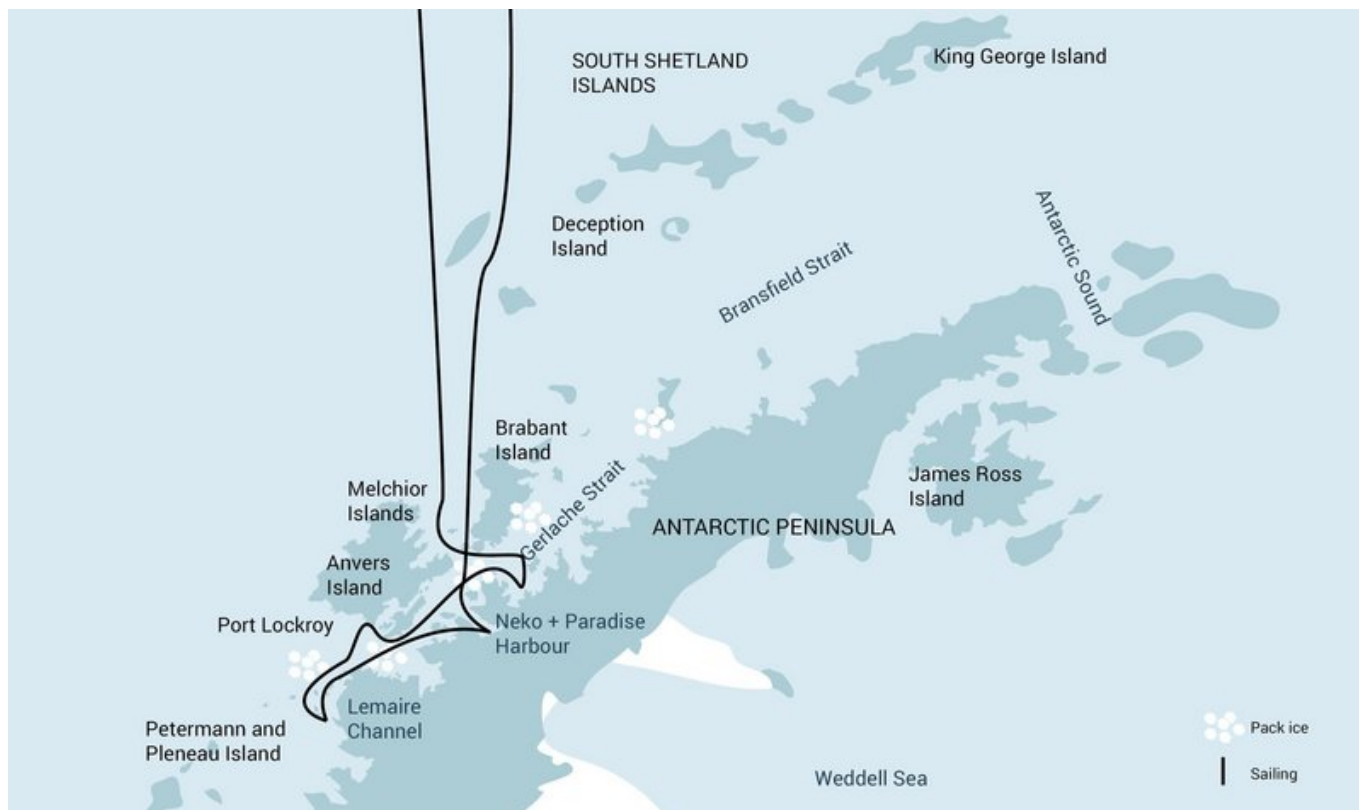 SOUTH SHETLAND
ISLANDS
King George Island
Deception
Island
Antarctic Sound
Bransfield Strait
Brabant
Island
Gerlache Strait
Melchior
Islands
James Ross
Island
ANTARCTIC PENINSULA
Anvers
Island
Port Lockroy
Neko + Paradise
Harbour
Lemaire
Channel
Petermann and
Pleneau Island
Pack ice
Weddell Sea
Sailing